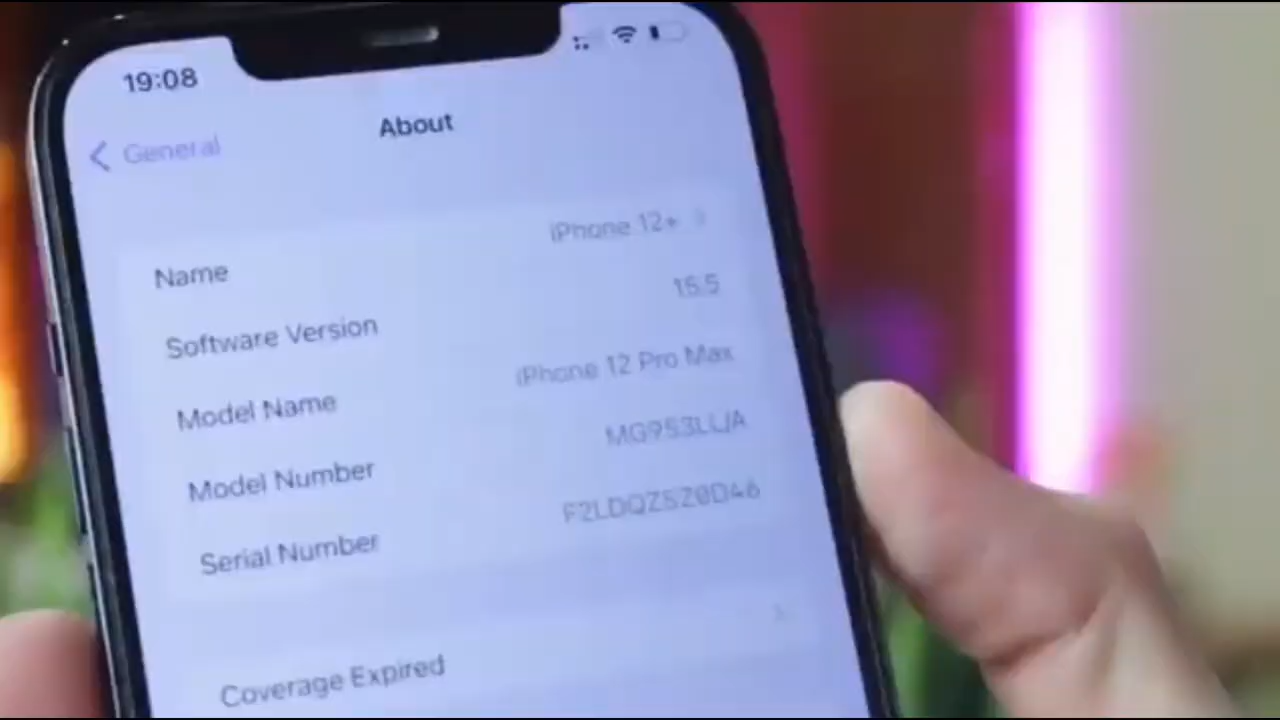 19:08
General
About
Name iPhone 12+
Software Version 15.5
Model Name iPhone 12 Pro Max
Model Number MG953LL/A
Serial Number F2LDQZSZ0D46
Coverage Expired